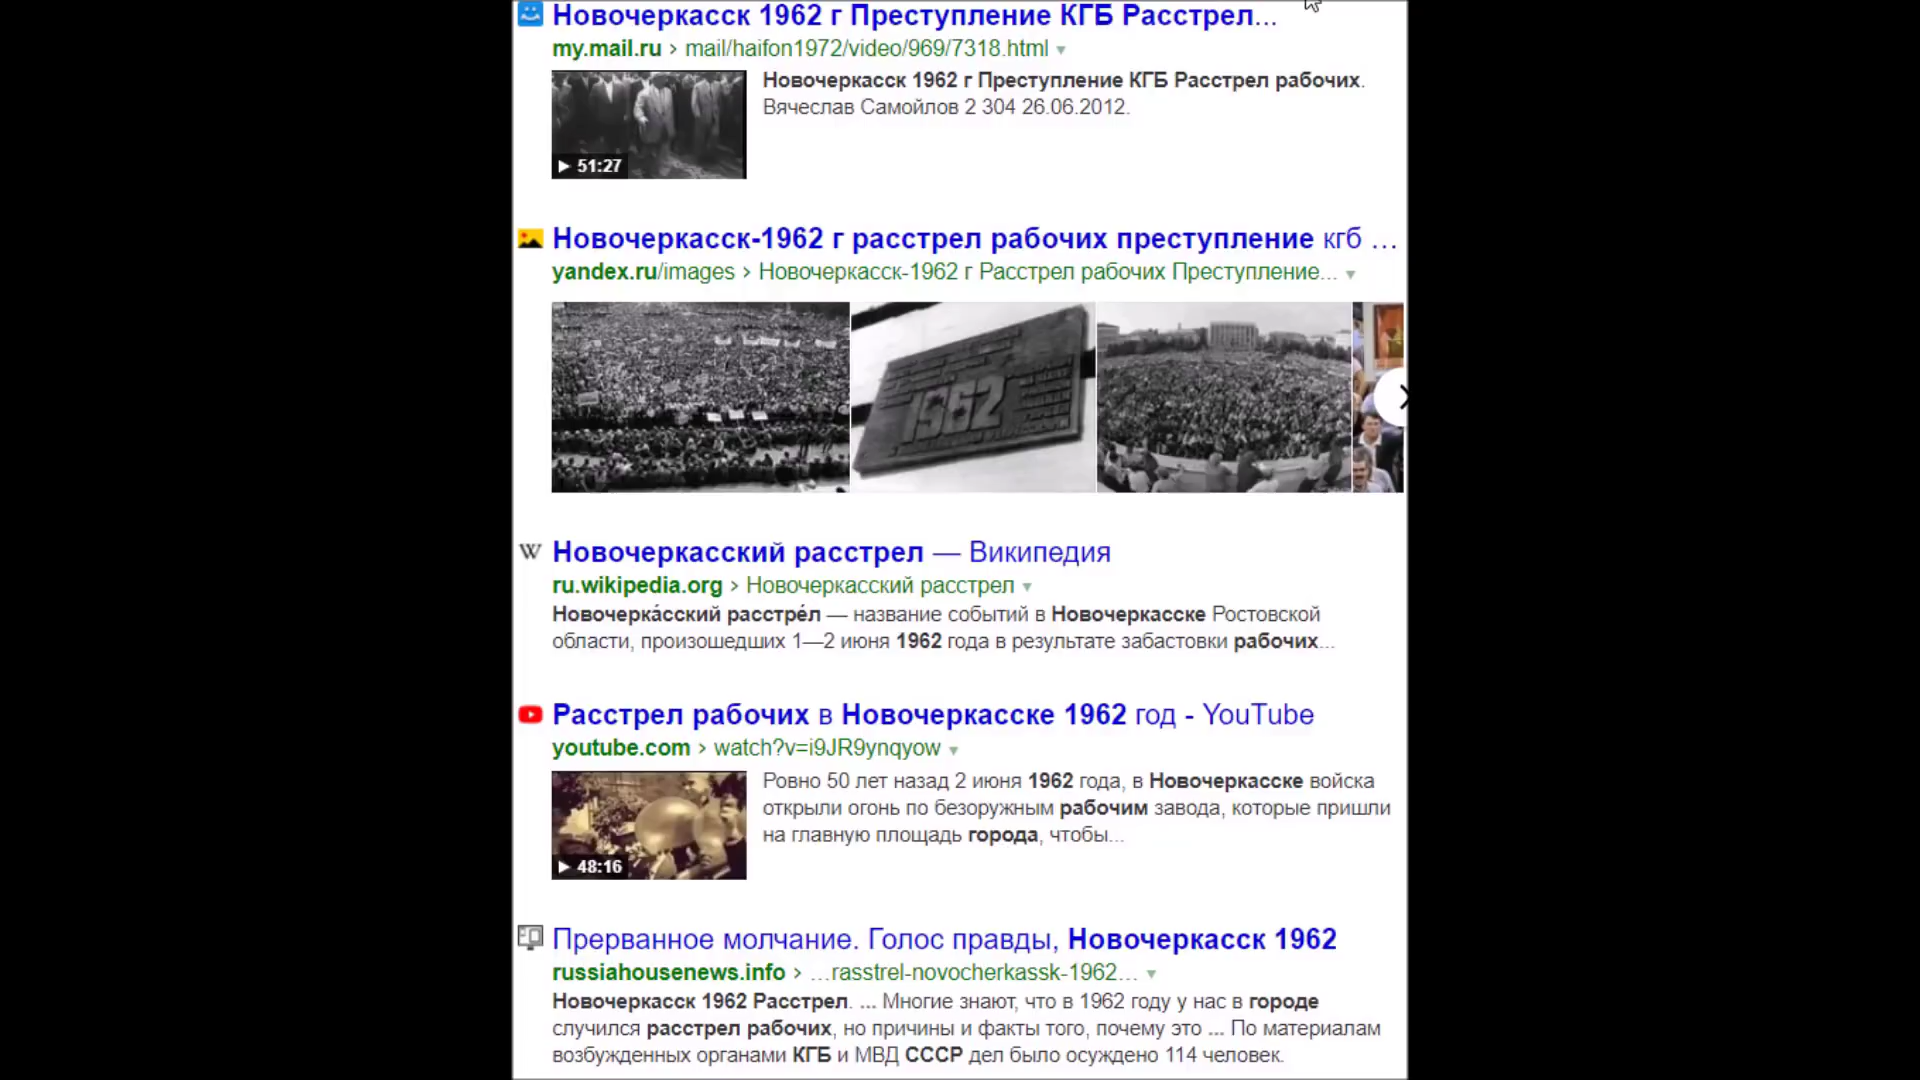 Новочеркасск 1962 г Преступление КГБ Расстрел...
my.mail.ru › mail/haifon1972/video/969/7318.html
Новочеркасск 1962 г Преступление КГБ Расстрел рабочих.
Вячеслав Самойлов 2 304 26.06.2012.
51:27
Новочеркасск-1962 г расстрел рабочих преступление кгб ...
yandex.ru/images › Новочеркасск-1962 г Расстрел рабочих Преступление...
1962
Новочеркасский расстрел — Википедия
ru.wikipedia.org › Новочеркасский расстрел
Новочерка́сский расстре́л — название событий в Новочеркасске Ростовской
области, произошедших 1—2 июня 1962 года в результате забастовки рабочих...
Расстрел рабочих в Новочеркасске 1962 год - YouTube
youtube.com › watch?v=i9JR9ynqyow
Ровно 50 лет назад 2 июня 1962 года, в Новочеркасске войска
открыли огонь по безоружным рабочим завода, которые пришли
на главную площадь города, чтобы...
48:16
Прерванное молчание. Голос правды, Новочеркасск 1962
russiahousenews.info › ...rasstrel-novocherkassk-1962...
Новочеркасск 1962 Расстрел. ... Многие знают, что в 1962 году у нас в городе
случился расстрел рабочих, но причины и факты того, почему это ... По материалам
возбужденных органами КГБ и МВД СССР дел было осуждено 114 человек.